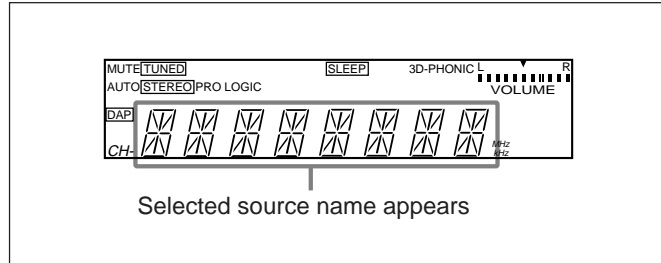 MUTE TUNED SLEEP 3D-PHONIC L R
AUTO STEREO PRO LOGIC VOLUME
DAP
CH- MHz
kHz
Selected source name appears